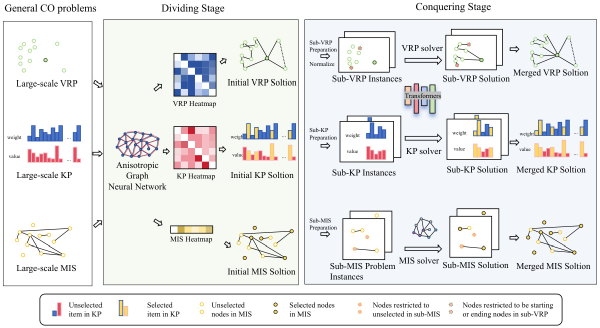 General CO problems
Dividing Stage
Conquering Stage
Large-scale VRP
weight
value
Large-scale KP
Large-scale MIS
Anisotropic
Graph
Neural Network
VRP Heatmap
KP Heatmap
MIS Heatmap
Initial VRP Soltion
weight
value
Initial KP Soltion
Initial MIS Soltion
Sub-VRP
Preparation
Normalize
Sub-VRP Instances
VRP solver
Sub-VRP Solution
Merged VRP Soltion
Transformers
Sub-KP
Preparation
weight
value
Sub-KP Instances
KP solver
weight
value
Sub-KP Solution
weight
value
Merged KP Soltion
Sub-MIS
Preparation
Sub-MIS Problem
Instances
MIS solver
Sub-MIS Solution
Merged MIS Soltion
Unselected
item in KP
Selected
item in KP
Unselected
nodes in
MIS
Selected nodes
in MIS
Nodes restricted to
unselected in sub-MIS
Nodes restricted to be starting
or ending nodes in sub-VRP